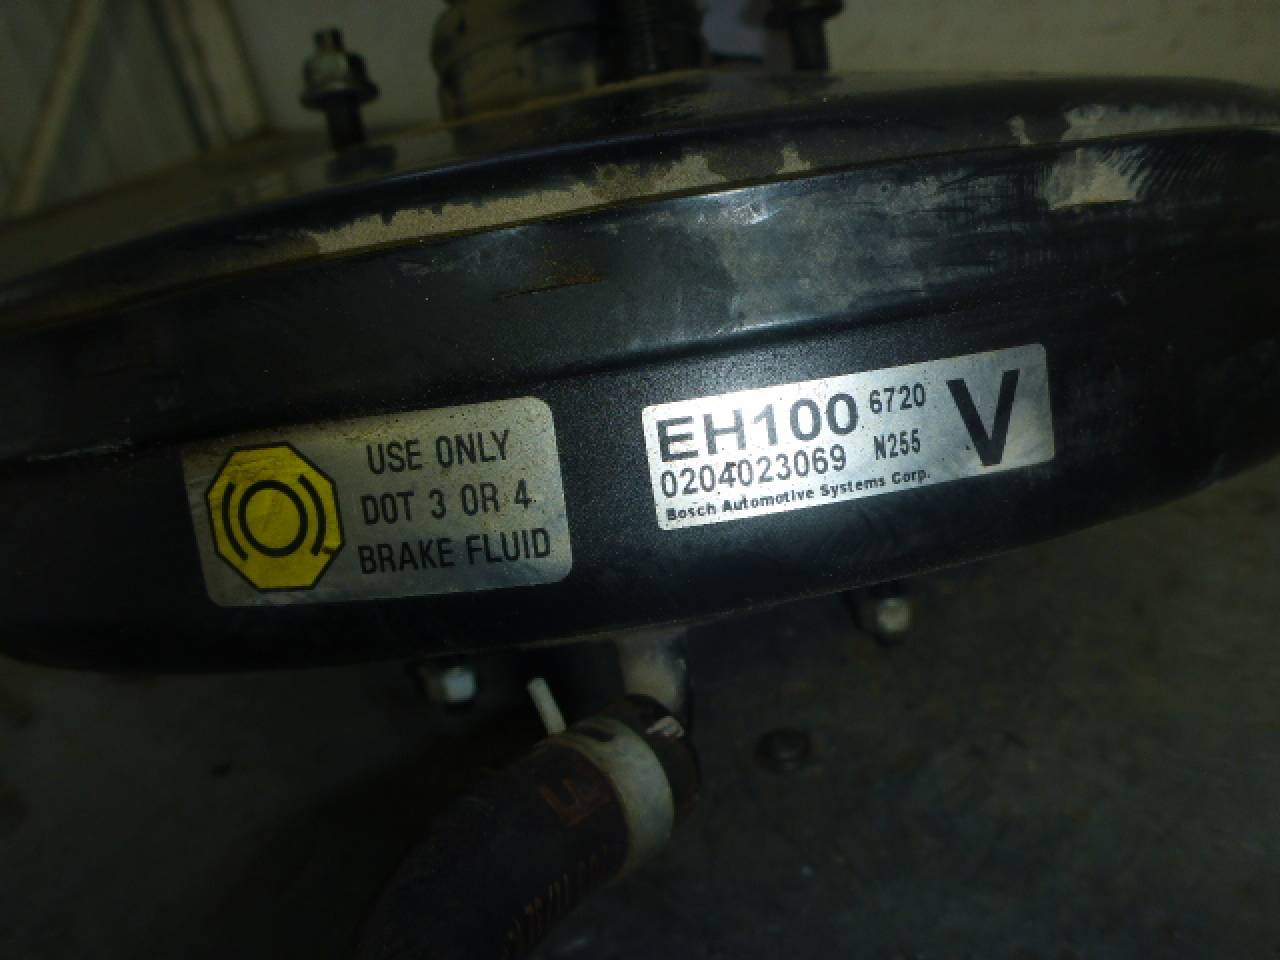 USE ONLY
DOT 3 OR 4
BRAKE FLUID
EH100 6720 V
0204023069 N255
Bosch Automotive Systems Corp.